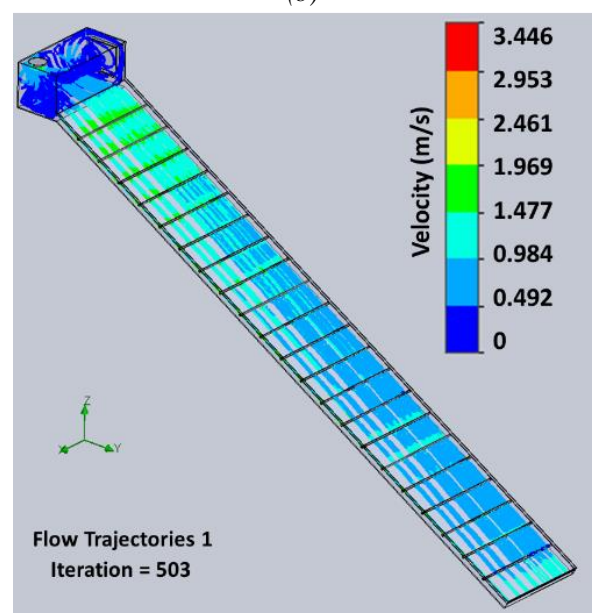 3.446
2.953
2.461
1.969
1.477
0.984
0.492
0
Velocity (m/s)
Z
X
Y
Flow Trajectories 1
Iteration = 503